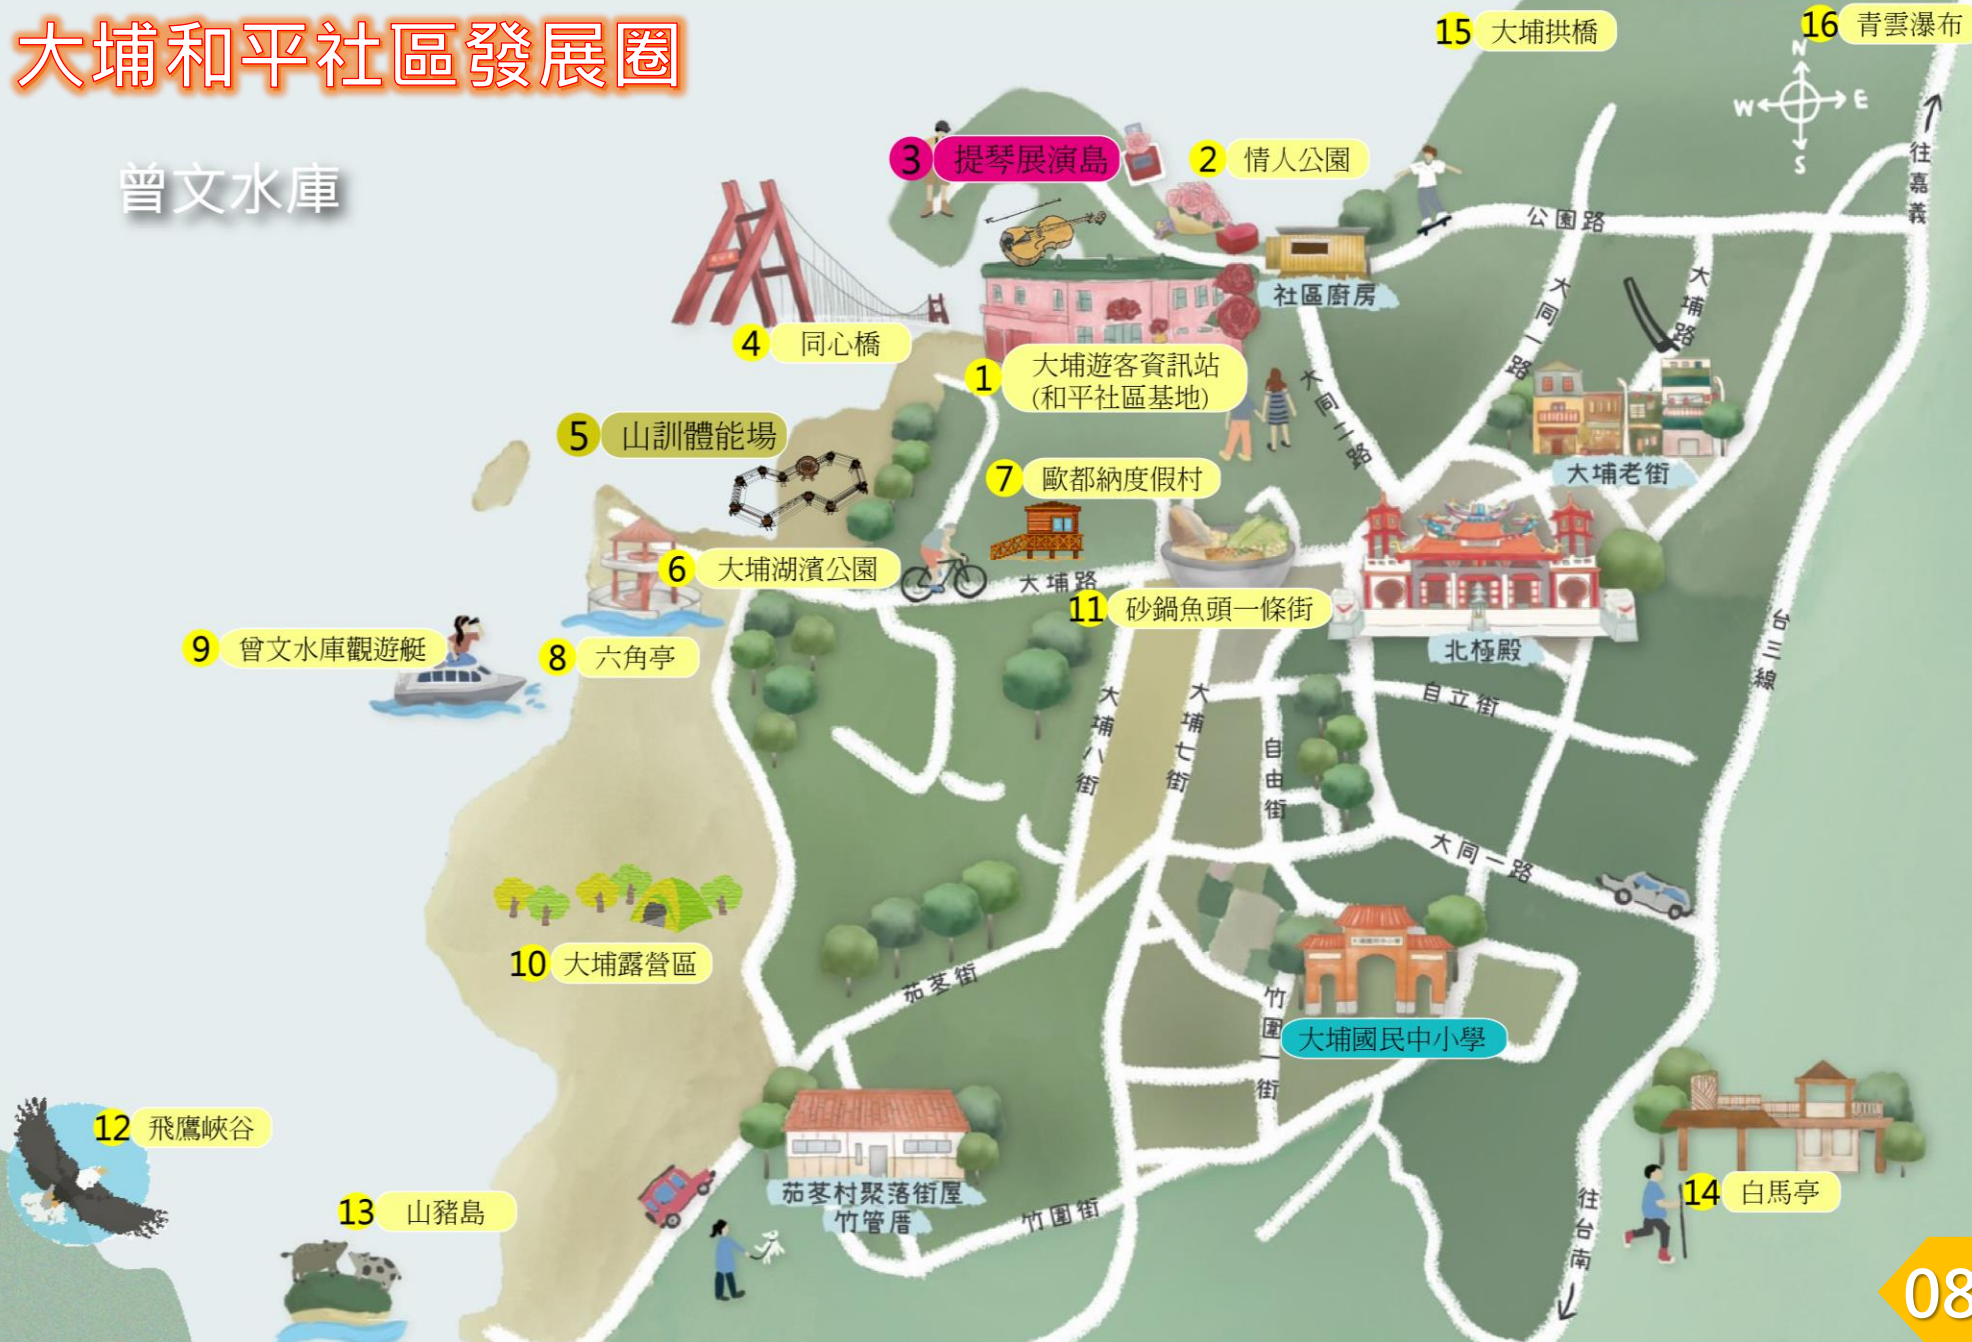 大埔和平社區發展圈
曾文水庫
15 大埔拱橋
16 青雲瀑布
N
W E
S
往嘉義
3 提琴展演島
2 情人公園
公園路
社區廚房
大同一路
大埔路
4 同心橋
1 大埔遊客資訊站
(和平社區基地)
大同二路
5 山訓體能場
7 歐都納度假村
大埔老街
6 大埔湖濱公園
大埔路
11 砂鍋魚頭一條街
北極殿
台三線
9 曾文水庫觀遊艇
8 六角亭
大埔八街
大埔七街
自由街
自立街
大同一路
10 大埔露營區
茄苳街
竹圍一街
大埔國民中小學
12 飛鷹峽谷
13 山豬島
茄苳村聚落街屋
竹管厝
竹圍街
往台南
14 白馬亭
08